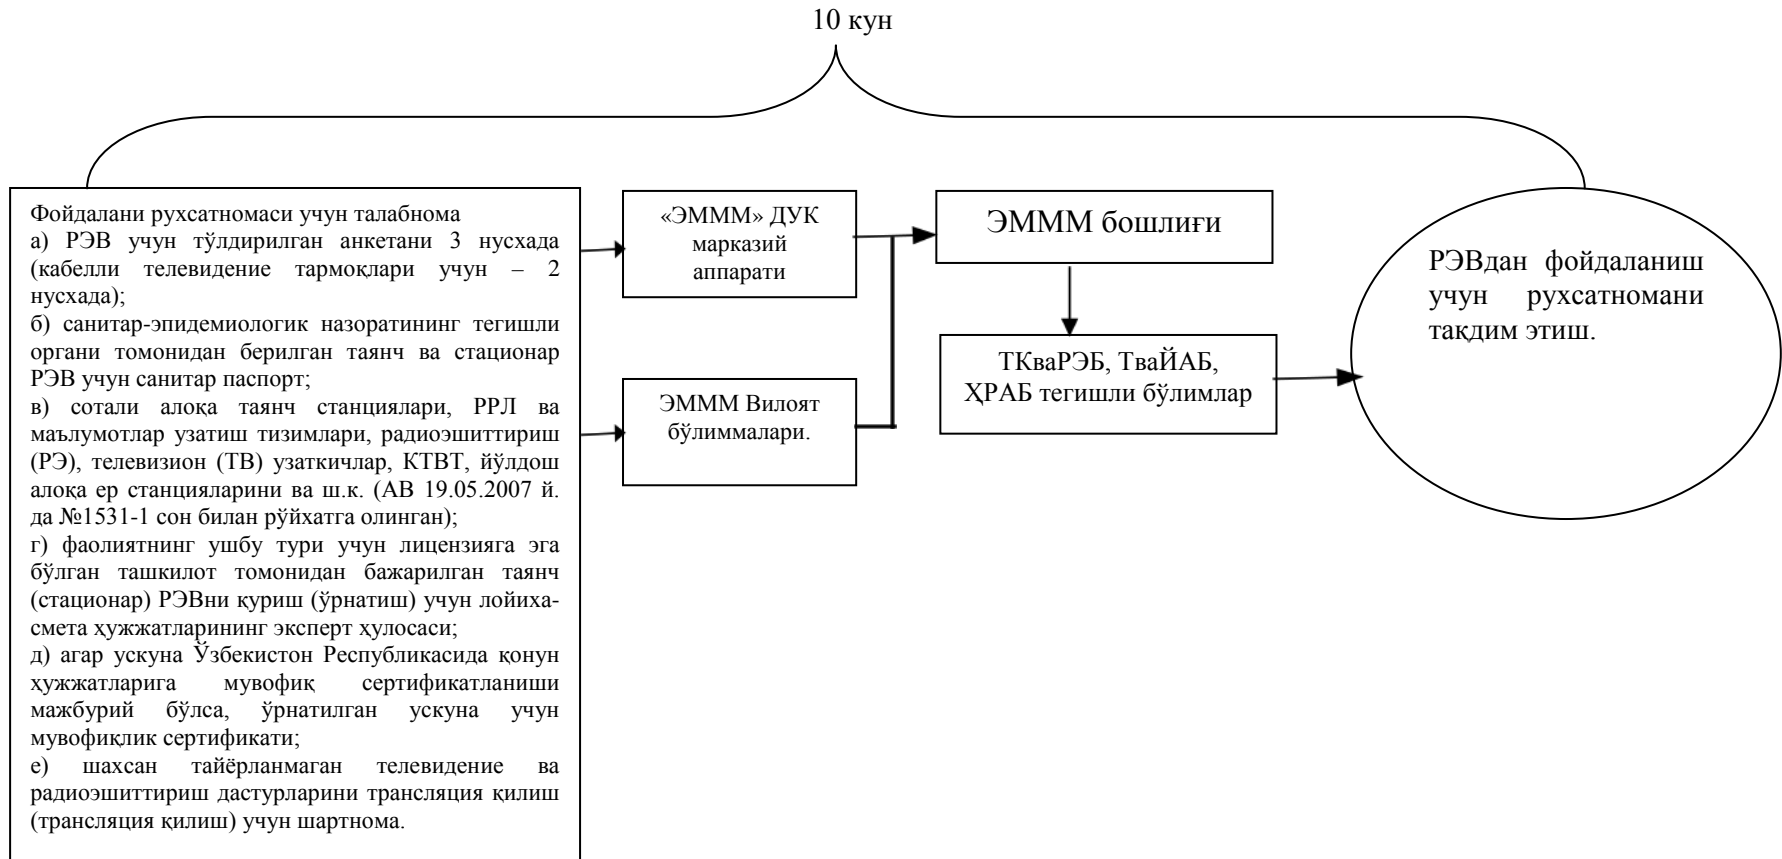 10 кун
Фойдалани рухсатномаси учун талабнома
а) РЭВ учун тўлдирилган анкетани 3 нусхада
(кабелли телевидение тармоқлари учун – 2
нусхада);
б) санитар-эпидемиологик назоратининг тегишли
органи томонидан берилган таянч ва стационар
РЭВ учун санитар паспорт;
в) сотали алоқа таянч станциялари, РРЛ ва
маълумотлар узатиш тизимлари, радиоэшиттириш
(РЭ), телевизион (ТВ) узаткичлар, КТВТ, йўлдош
алоқа ер станцияларини ва ш.к. (АВ 19.05.2007 й.
да №1531-1 сон билан рўйхатга олинган);
г) фаолиятнинг ушбу тури учун лицензияга эга
бўлган ташкилот томонидан бажарилган таянч
(стационар) РЭВни қуриш (ўрнатиш) учун лойиха-
смета ҳужжатларининг эксперт ҳулосаси;
д) агар ускуна Ўзбекистон Республикасида қонун
ҳужжатларига мувофиқ сертификатланиши
мажбурий бўлса, ўрнатилган ускуна учун
мувофиқлик сертификати;
е) шахсан тайёрланмаган телевидение ва
радиоэшиттириш дастурларини трансляция қилиш
(трансляция қилиш) учун шартнома.
«ЭМММ» ДУК
марказий
аппарати
ЭМММ Вилоят
бўлиммалари.
ЭМММ бошлиғи
ТКваРЭБ, ТваЙАБ,
ҲРАБ тегишли бўлимлар
РЭВдан фойдаланиш
учун рухсатномани
тақдим этиш.